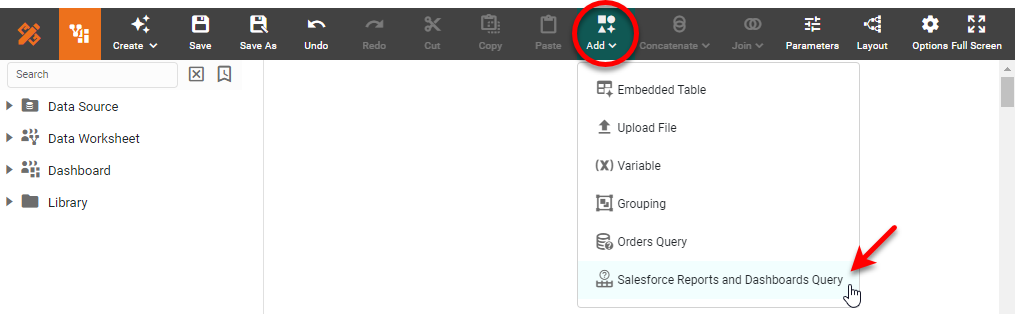 Create Save Save As Undo Redo Cut Copy Paste Add Concatenate Join Parameters Layout Options Full Screen
Search
Data Source
Data Worksheet
Dashboard
Library
Embedded Table
Upload File
(x) Variable
Grouping
Orders Query
Salesforce Reports and Dashboards Query